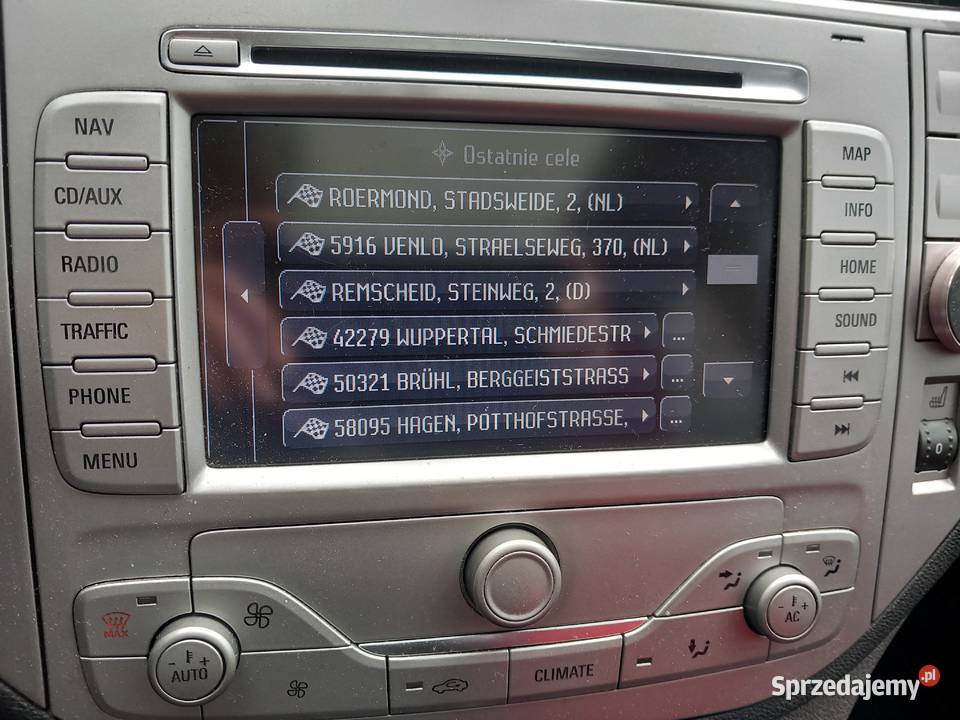 NAV
CD/AUX
RADIO
TRAFFIC
PHONE
MENU
Ostatnie cele
ROERMOND, STADSWEIDE, 2, (NL)
5916 VENLO, STRAELSEWEG, 370, (NL)
REMSCHEID, STEINWEG, 2, (D)
42279 WUPPERTAL, SCHMIEDESTR
...
50321 BRÜHL, BERGGEISTSTRASS
...
58095 HAGEN, POTTHOFSTRASSE,
...
MAP
INFO
HOME
SOUND
0
MAX
- +
AUTO
CLIMATE
- +
AC
Sprzedajemy.pl